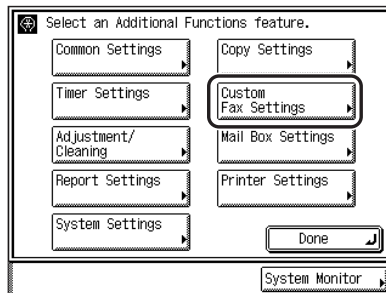 Select an Additional Functions feature.
Common Settings
Copy Settings
Timer Settings
Custom
Fax Settings
Adjustment/
Cleaning
Mail Box Settings
Report Settings
Printer Settings
System Settings
Done
System Monitor